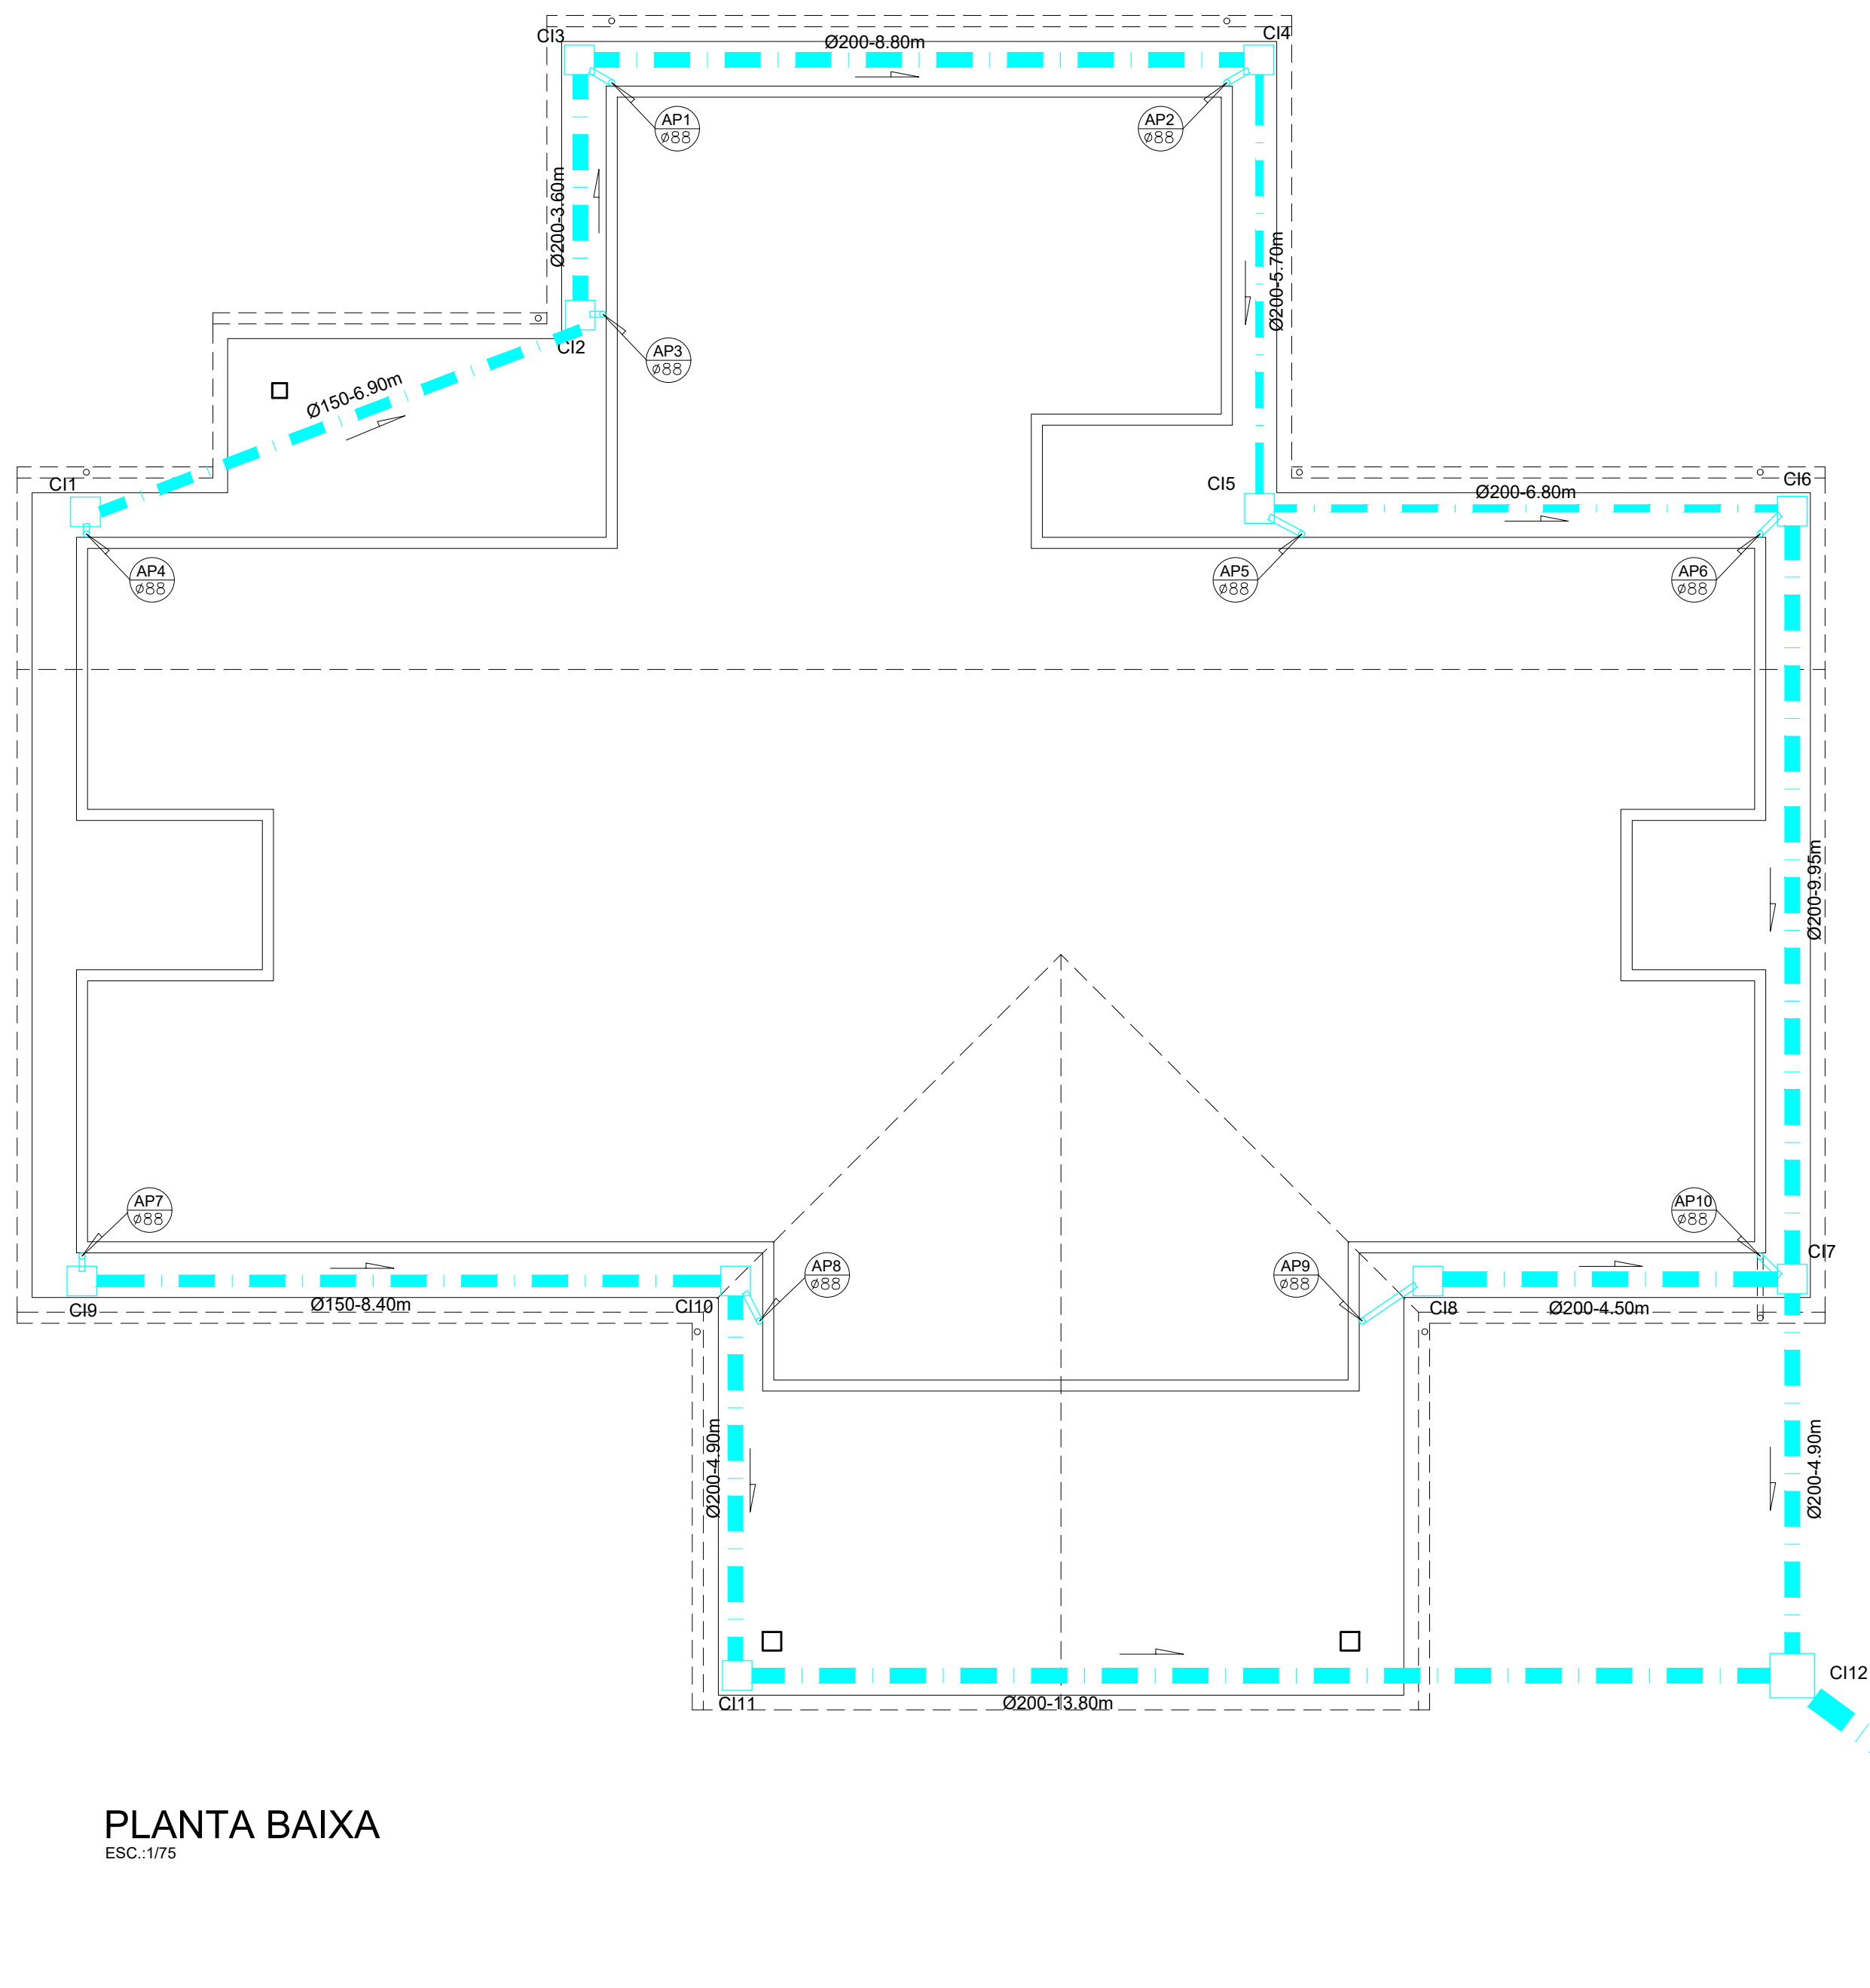 CI3
Ø200-8.80m
CI4
AP1
ø88
AP2
ø88
Ø200-3.60m
Ø200-5.70m
CI2
AP3
ø88
Ø150-6.90m
CI1
CI5
Ø200-6.80m
CI6
AP4
ø88
AP5
ø88
AP6
ø88
Ø200-9.95m
AP7
ø88
AP10
ø88
AP8
ø88
AP9
ø88
CI7
CI9
Ø150-8.40m
CI10
CI8
Ø200-4.50m
Ø200-4.90m
Ø200-4.90m
CI12
CI11
Ø200-13.80m
PLANTA BAIXA
ESC.:1/75